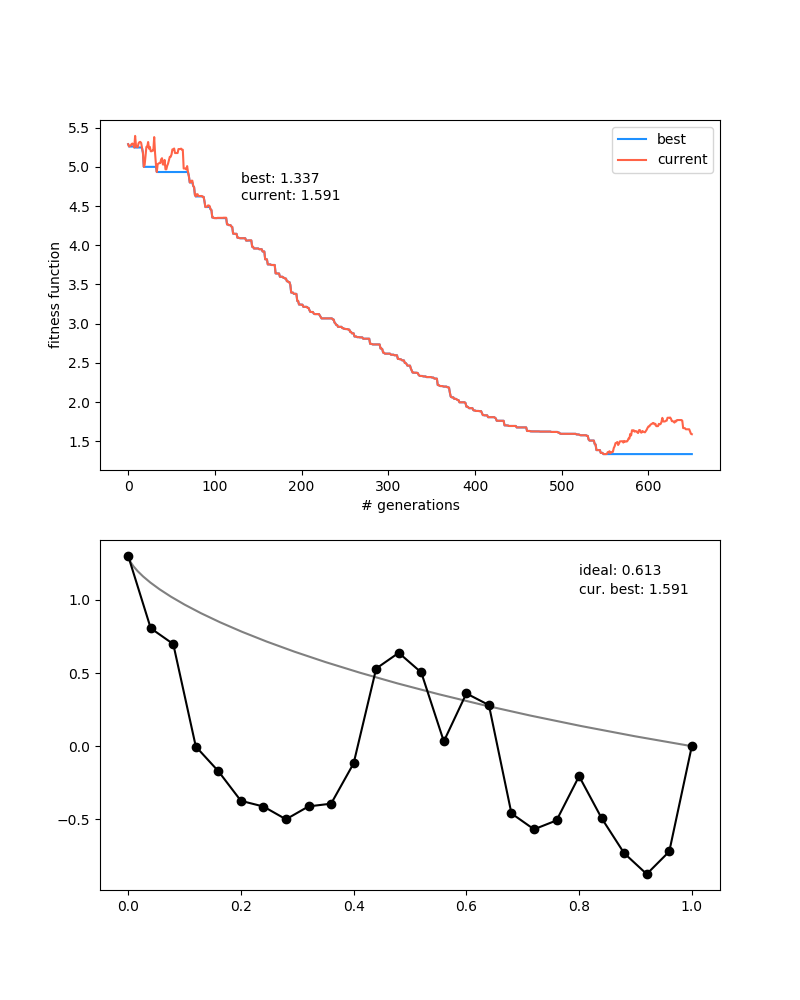 5.5
5.0
4.5
4.0
3.5
3.0
2.5
2.0
1.5
fitness function
best
current
best: 1.337
current: 1.591
0 100 200 300 400 500 600
# generations
1.0
0.5
0.0
−0.5
ideal: 0.613
cur. best: 1.591
0.0 0.2 0.4 0.6 0.8 1.0